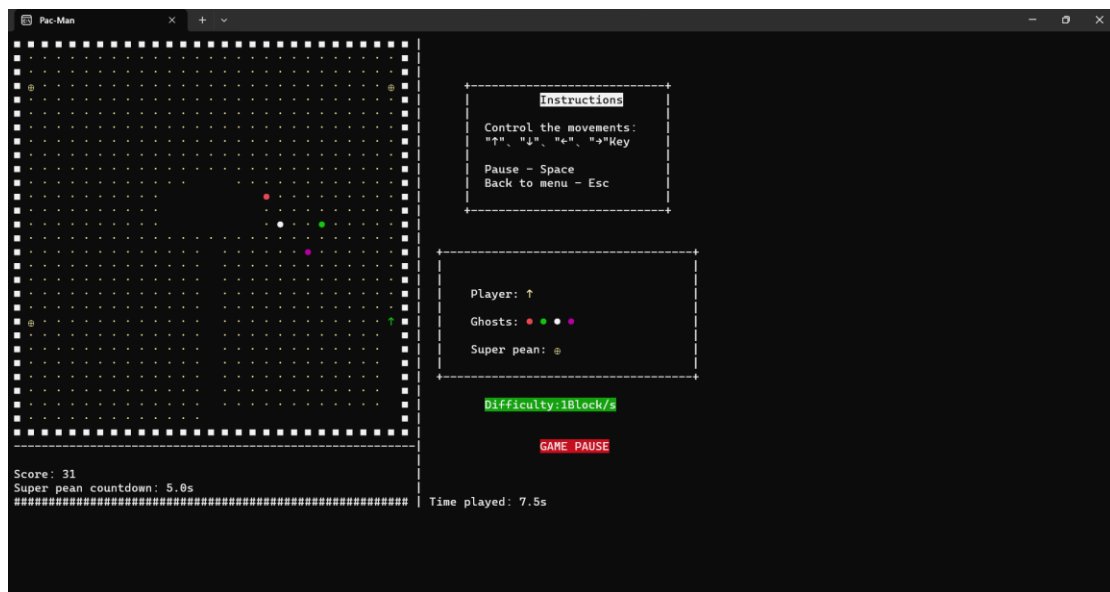 Pac-Man
Instructions
Control the movements:
"↑"、"↓"、"←"、"→"Key
Pause - Space
Back to menu - Esc
Player: ↑
Ghosts: ● ● ● ●
Super pean: ⊕
Difficulty:1Block/s
GAME PAUSE
Score: 31
Super pean countdown: 5.0s
Time played: 7.5s